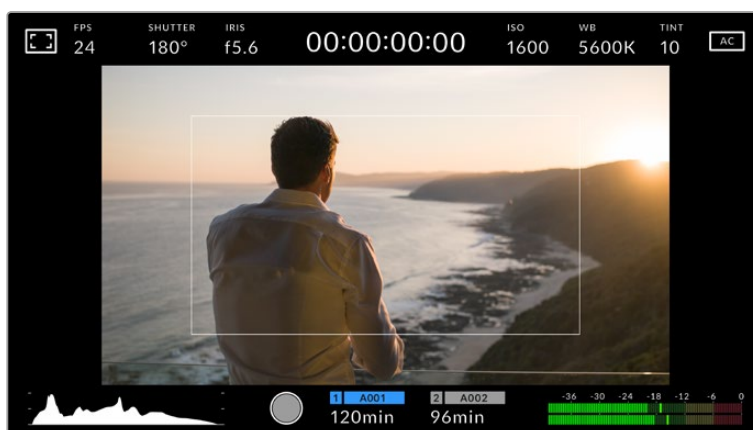 FPS SHUTTER IRIS ISO WB TINT
24 180° f5.6 00:00:00:00 1600 5600K 10 AC
1 A001 2 A002 -36 -30 -24 -18 -12 -6 0
120min 96min